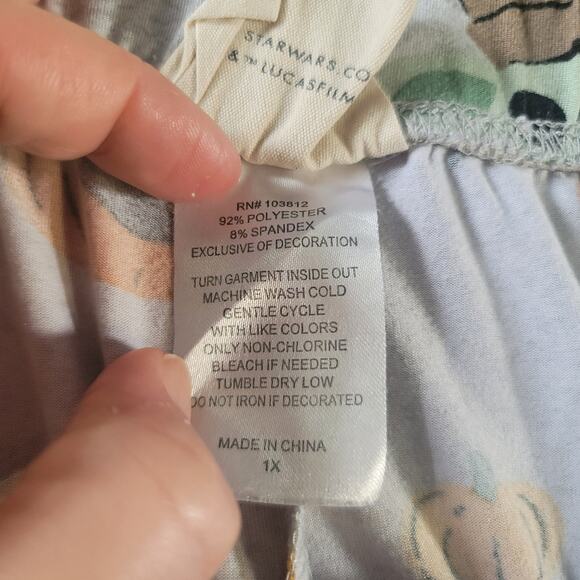 STARWARS.CO
& ™ LUCASFILM
RN# 103812
92% POLYESTER
8% SPANDEX
EXCLUSIVE OF DECORATION
TURN GARMENT INSIDE OUT
MACHINE WASH COLD
GENTLE CYCLE
WITH LIKE COLORS
ONLY NON-CHLORINE
BLEACH IF NEEDED
TUMBLE DRY LOW
DO NOT IRON IF DECORATED
MADE IN CHINA
1X